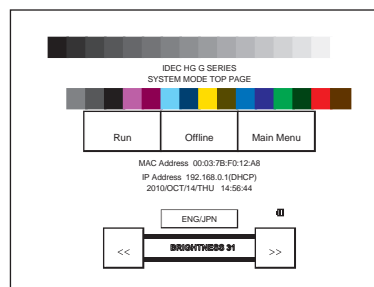 IDEC HG G SERIES
SYSTEM MODE TOP PAGE
Run Offline Main Menu
MAC Address 00:03:7B:F0:12:A8
IP Address 192.168.0.1(DHCP)
2010/OCT/14/THU 14:56:44
ENG/JPN
<< BRIGHTNESS 31 >>